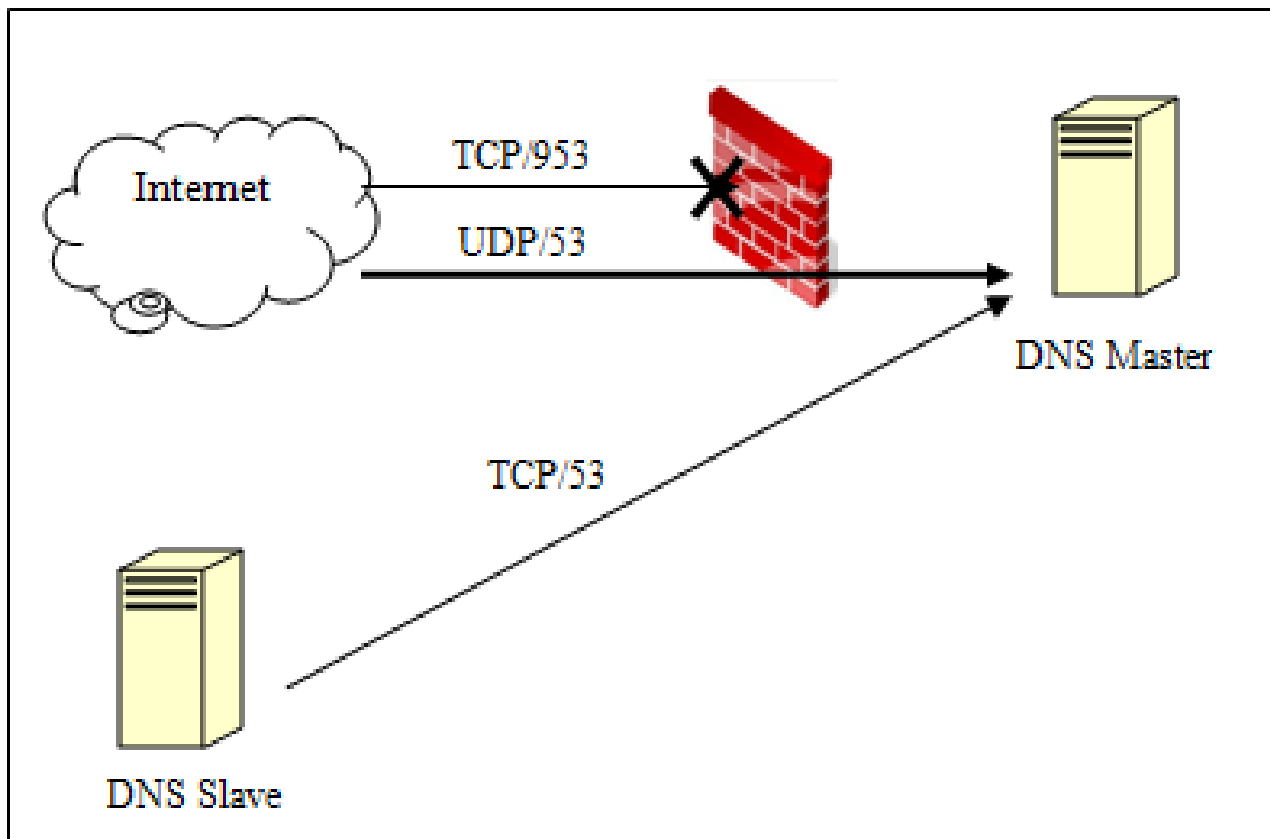 TCP/953
Internet
UDP/53
DNS Master
TCP/53
DNS Slave